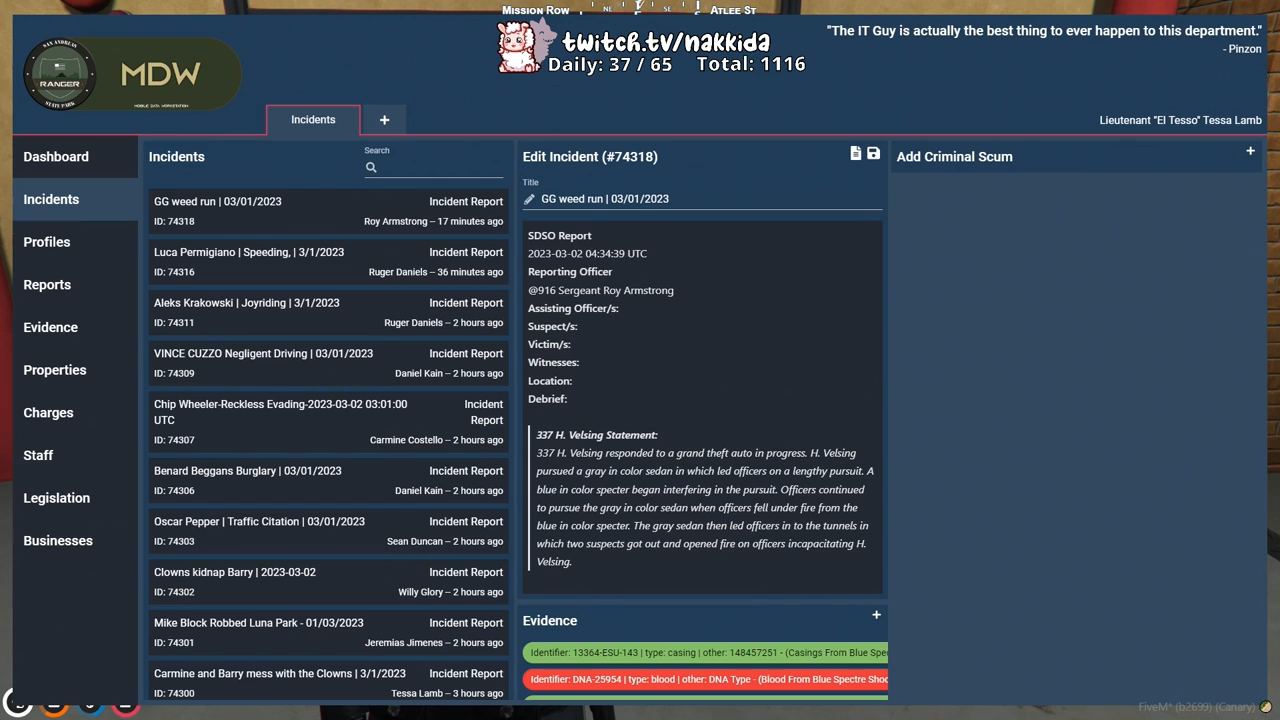 MISSION ROW NE E SE ATLEE ST
twitch.tv/nakkida
Daily: 37 / 65 Total: 1116
"The IT Guy is actually the best thing to ever happen to this department."
- Pinzon
SAN ANDREAS
RANGER
STATE PARK
MDW
MOBILE DATA WORKSTATION
Incidents
+
Lieutenant "El Tesso" Tessa Lamb
Dashboard
Incidents
Profiles
Reports
Evidence
Properties
Charges
Staff
Legislation
Businesses
Incidents
Search
GG weed run | 03/01/2023 Incident Report
ID: 74318 Roy Armstrong – 17 minutes ago
Luca Permigiano | Speeding, | 3/1/2023 Incident Report
ID: 74316 Ruger Daniels – 36 minutes ago
Aleks Krakowski | Joyriding | 3/1/2023 Incident Report
ID: 74311 Ruger Daniels – 2 hours ago
VINCE CUZZO Negligent Driving | 03/01/2023 Incident Report
ID: 74309 Daniel Kain – 2 hours ago
Chip Wheeler-Reckless Evading-2023-03-02 03:01:00 Incident
UTC Report
ID: 74307 Carmine Costello – 2 hours ago
Benard Beggans Burglary | 03/01/2023 Incident Report
ID: 74306 Daniel Kain – 2 hours ago
Oscar Pepper | Traffic Citation | 03/01/2023 Incident Report
ID: 74303 Sean Duncan – 2 hours ago
Clowns kidnap Barry | 2023-03-02 Incident Report
ID: 74302 Willy Glory – 2 hours ago
Mike Block Robbed Luna Park - 01/03/2023 Incident Report
ID: 74301 Jeremias Jimenes – 2 hours ago
Carmine and Barry mess with the Clowns | 3/1/2023 Incident Report
ID: 74300 Tessa Lamb – 3 hours ago
Edit Incident (#74318)
Title
GG weed run | 03/01/2023
SDSO Report
2023-03-02 04:34:39 UTC
Reporting Officer
@916 Sergeant Roy Armstrong
Assisting Officer/s:
Suspect/s:
Victim/s:
Witnesses:
Location:
Debrief:
337 H. Velsing Statement:
337 H. Velsing responded to a grand theft auto in progress. H. Velsing
pursued a gray in color sedan in which led officers on a lengthy pursuit. A
blue in color specter began interfering in the pursuit. Officers continued
to pursue the gray in color sedan when officers fell under fire from the
blue in color specter. The gray sedan then led officers in to the tunnels in
which two suspects got out and opened fire on officers incapacitating H.
Velsing.
Evidence +
Identifier: 13364-ESU-143 | type: casing | other: 148457251 - (Casings From Blue Spe
Identifier: DNA-25954 | type: blood | other: DNA Type - (Blood From Blue Spectre Shoo
Add Criminal Scum +
FiveM* (b2699) (Canary)